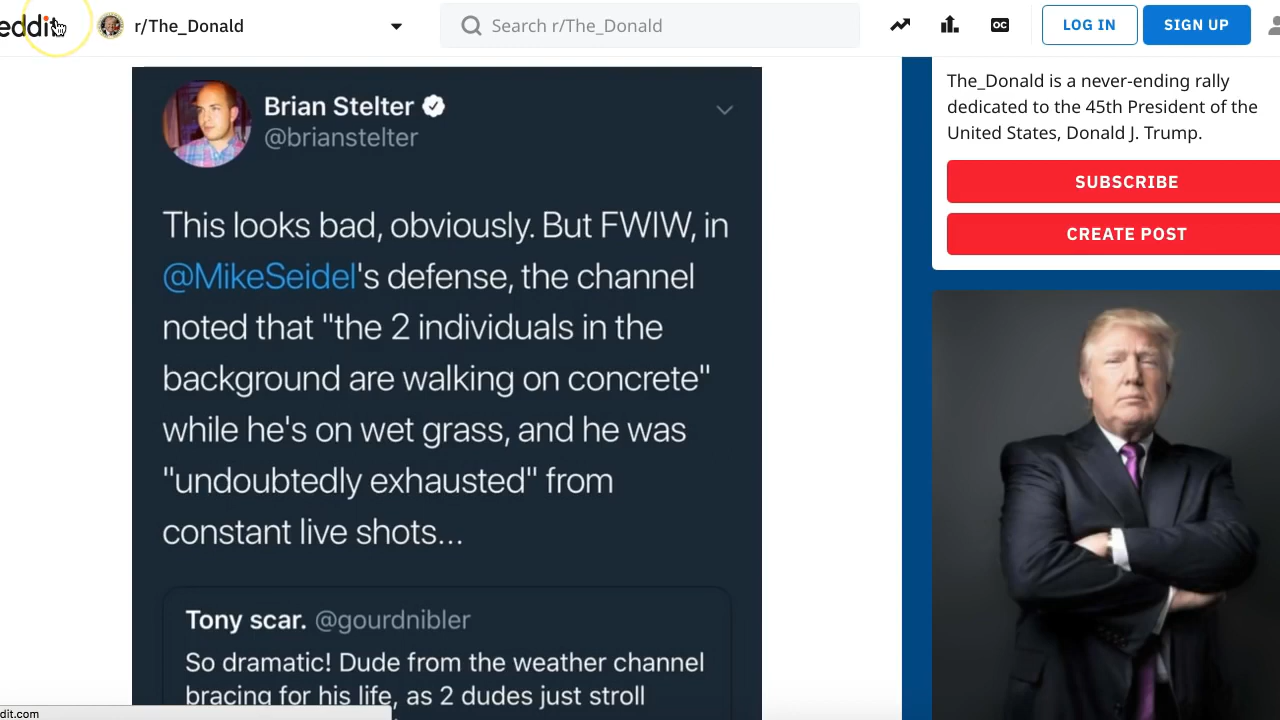 eddit r/The_Donald Search r/The_Donald OC LOG IN SIGN UP
Brian Stelter
@brianstelter
This looks bad, obviously. But FWIW, in
@MikeSeidel's defense, the channel
noted that "the 2 individuals in the
background are walking on concrete"
while he's on wet grass, and he was
"undoubtedly exhausted" from
constant live shots...
Tony scar. @gourdnibler
So dramatic! Dude from the weather channel
bracing for his life, as 2 dudes just stroll
The_Donald is a never-ending rally
dedicated to the 45th President of the
United States, Donald J. Trump.
SUBSCRIBE
CREATE POST
dit.com